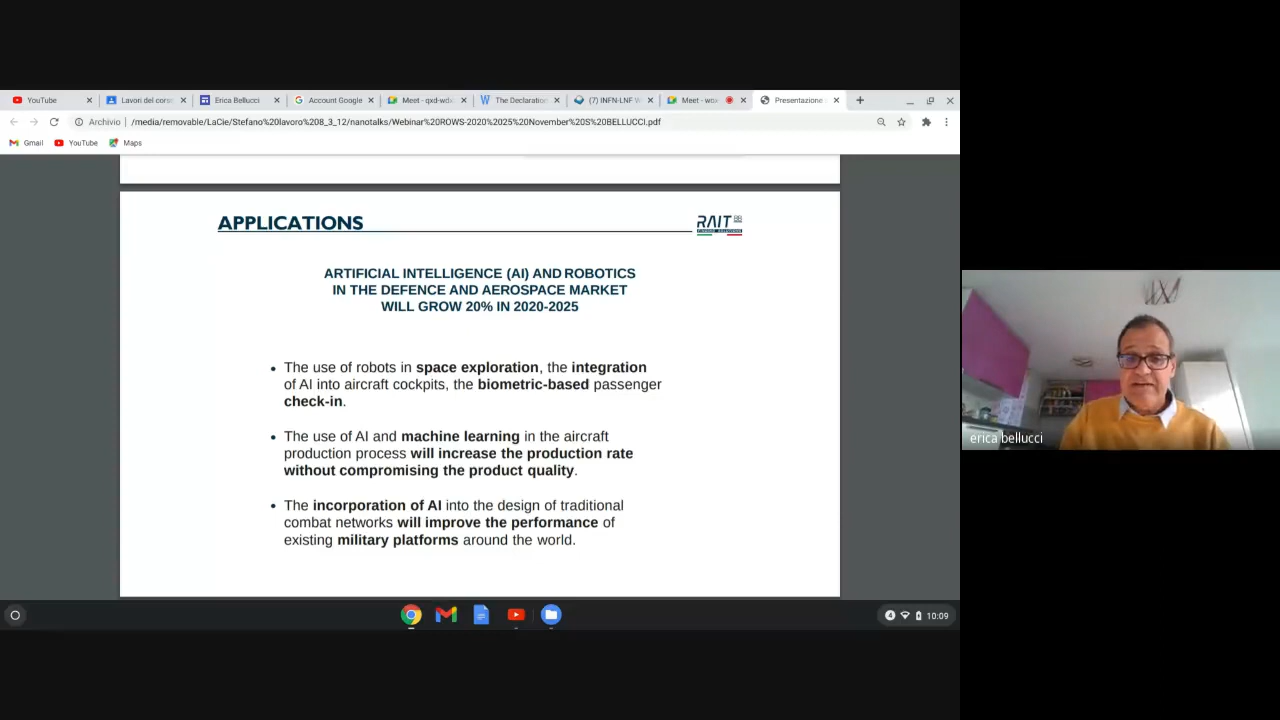 YouTube
Lavori del cors
Erica Bellucci
Account Google
Meet - qxd-wdx
The Declaration
(7) INFN-LNF W
Meet - wo
Presentazione
Archivio | /media/removable/LaCie/Stefano%20lavoro%208_3_12/nanotalks/Webinar%20ROWS-2020%2025%20November%20S%20BELLUCCI.pdf
Gmail
YouTube
Maps
APPLICATIONS
RAIT 88
ARTIFICIAL INTELLIGENCE (AI) AND ROBOTICS
IN THE DEFENCE AND AEROSPACE MARKET
WILL GROW 20% IN 2020-2025
• The use of robots in space exploration, the integration
of AI into aircraft cockpits, the biometric-based passenger
check-in.
• The use of AI and machine learning in the aircraft
production process will increase the production rate
without compromising the product quality.
• The incorporation of AI into the design of traditional
combat networks will improve the performance of
existing military platforms around the world.
erica bellucci
4
10:09